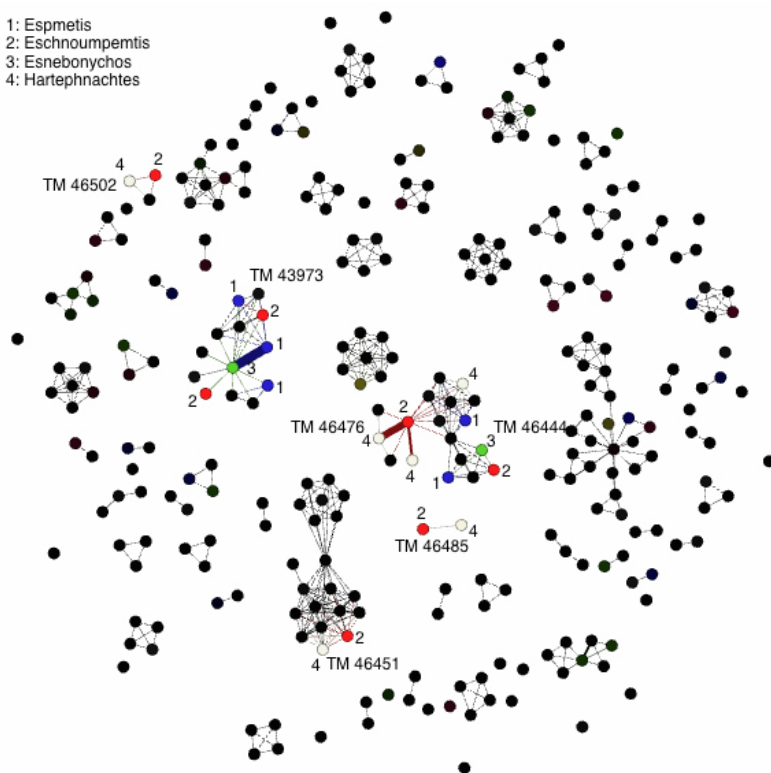 1: Espmetis
2: Eschnoumpemtis
3: Esnebonychos
4: Hartephnachtes
4 2
TM 46502
TM 43973
1
2
1
3
1
2
4
TM 46476 2 1 TM 46444
4 3
4 2
1
2 4
TM 46485
2
4 TM 46451